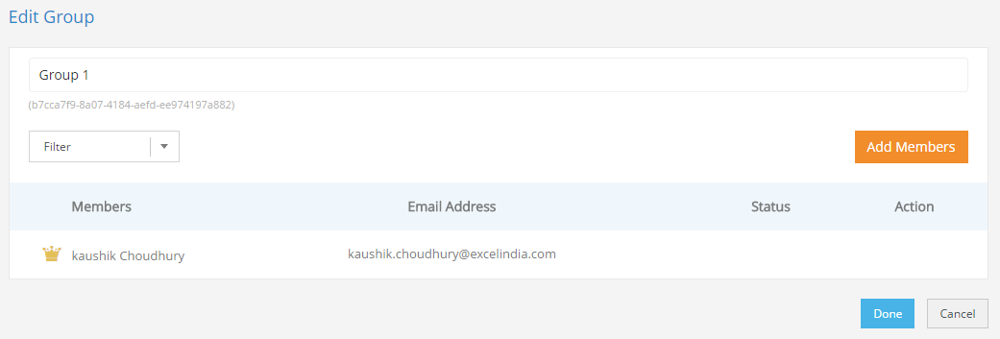 Edit Group
Group 1
(b7cca7f9-8a07-4184-aefd-ee974197a882)
Filter
Add Members
Members Email Address Status Action
kaushik Choudhury kaushik.choudhury@excelindia.com
Done Cancel